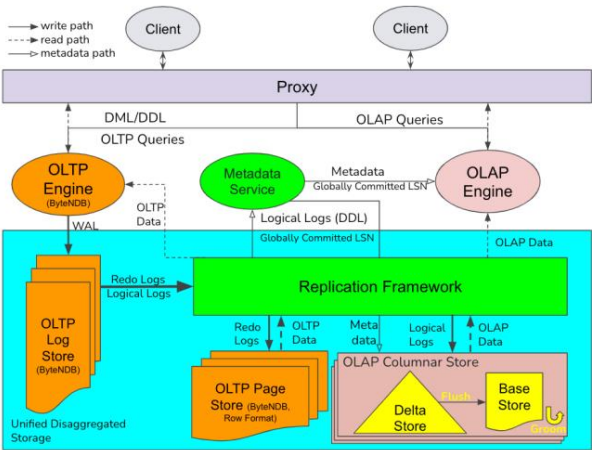 write path
read path
metadata path
Client
Client
Proxy
DML/DDL
OLTP Queries
OLAP Queries
OLTP
Engine
(ByteNDB)
Metadata
Service
Metadata
Globally Committed LSN
OLAP
Engine
WAL
OLTP
Data
Logical Logs (DDL)
Globally Committed LSN
OLAP Data
Redo Logs
Logical Logs
Replication Framework
OLTP
Log
Store
(ByteNDB)
Redo
Logs
OLTP
Data
Meta
data
Logical
Logs
OLAP
Data
OLTP Page
Store (ByteNDB,
Row Format)
OLAP Columnar Store
Delta
Store
Flush
Base
Store
Groom
Unified Disaggregated
Storage